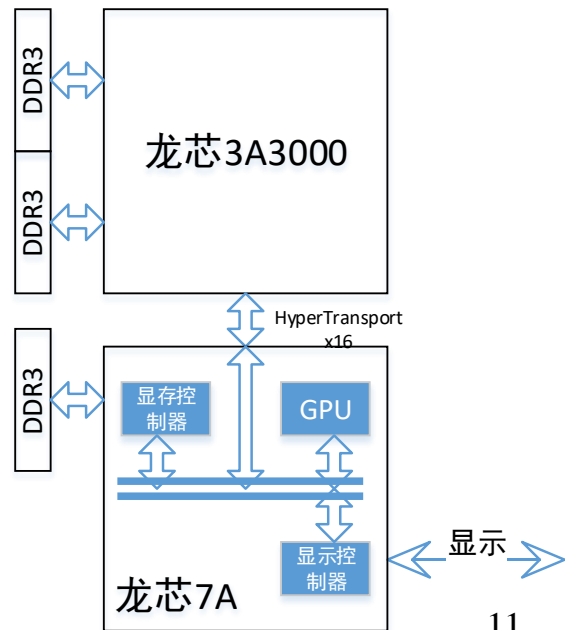 DDR3
龙芯3A3000
DDR3
HyperTransport
x16
DDR3
显存控
制器
GPU
显示控
制器
显示
龙芯7A
11